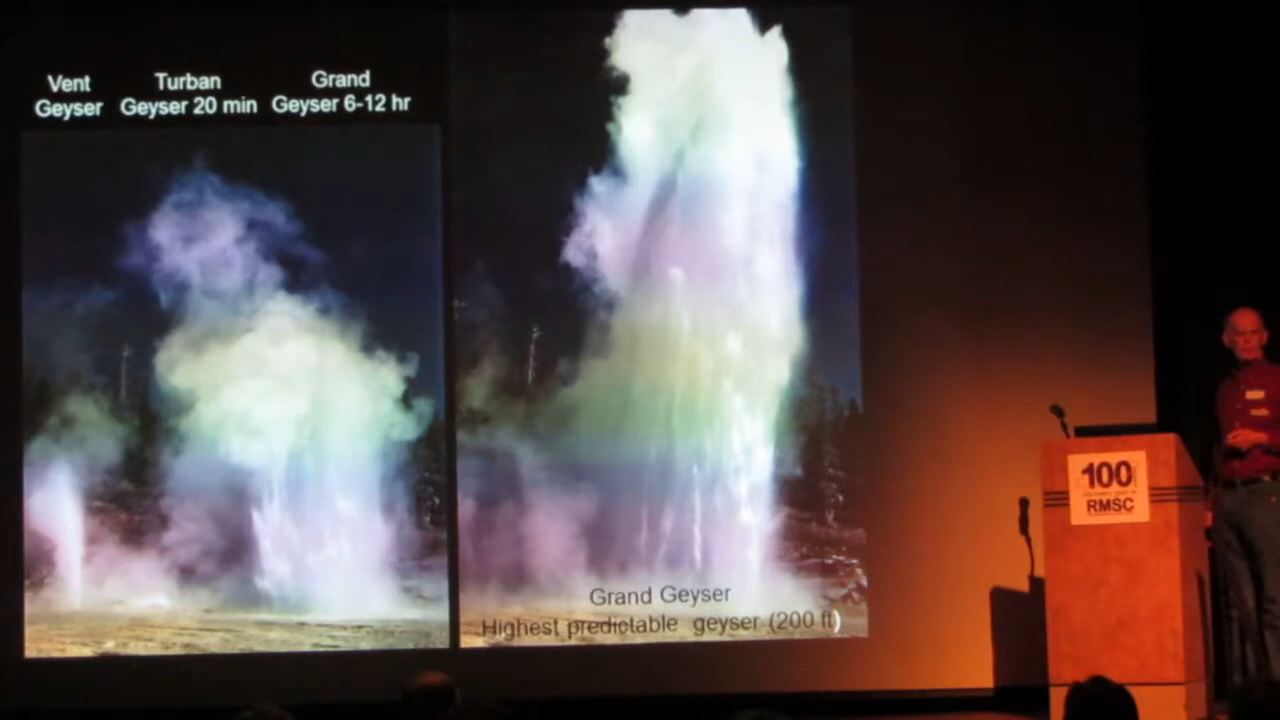 Vent Turban Grand
Geyser Geyser 20 min Geyser 6-12 hr
Grand Geyser
Highest predictable geyser (200 ft)
100
RMSC